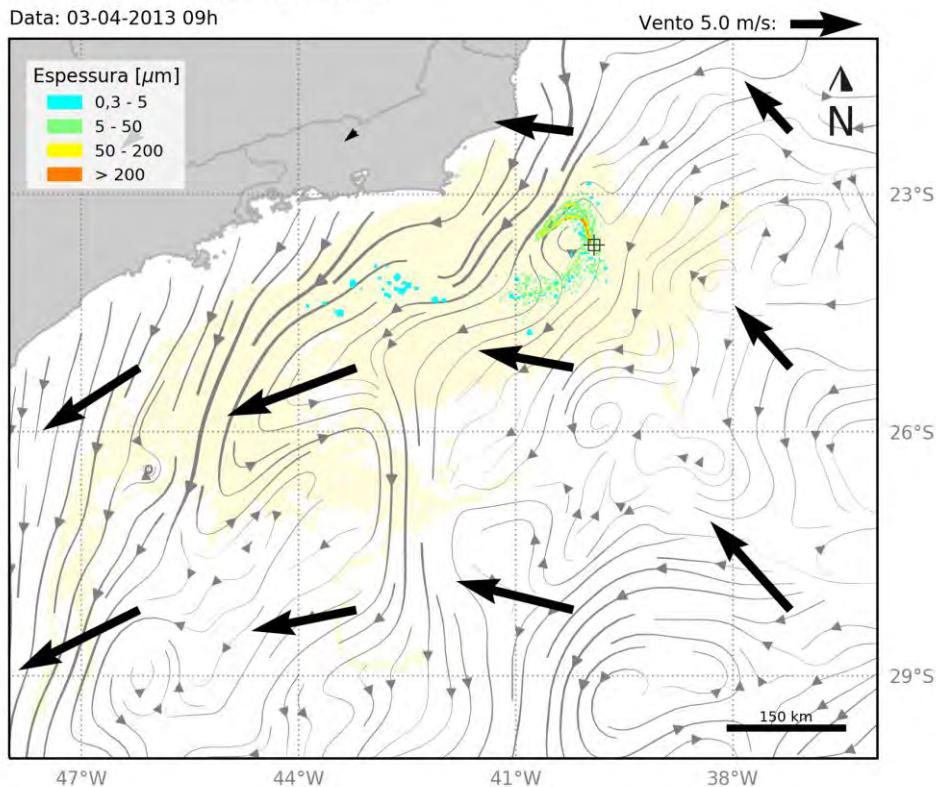 Data: 03-04-2013 09h
Vento 5.0 m/s:
Espessura [μm]
0,3 - 5
5 - 50
50 - 200
> 200
N
23°S
26°S
29°S
150 km
47°W
44°W
41°W
38°W